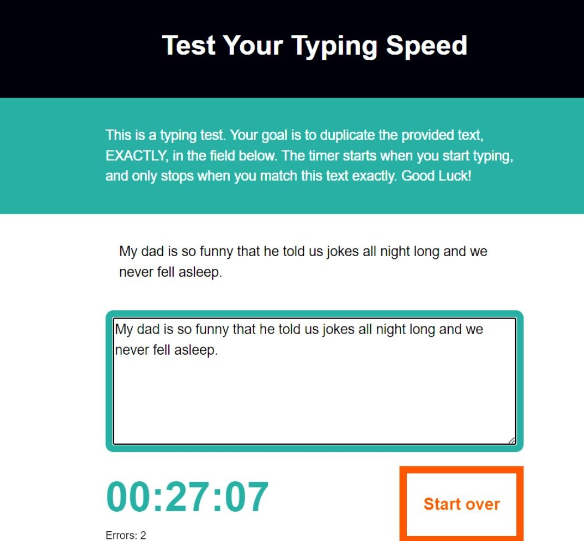 Test Your Typing Speed
This is a typing test. Your goal is to duplicate the provided text,
EXACTLY, in the field below. The timer starts when you start typing,
and only stops when you match this text exactly. Good Luck!
My dad is so funny that he told us jokes all night long and we
never fell asleep.
My dad is so funny that he told us jokes all night long and we
never fell asleep.
00:27:07
Start over
Errors: 2